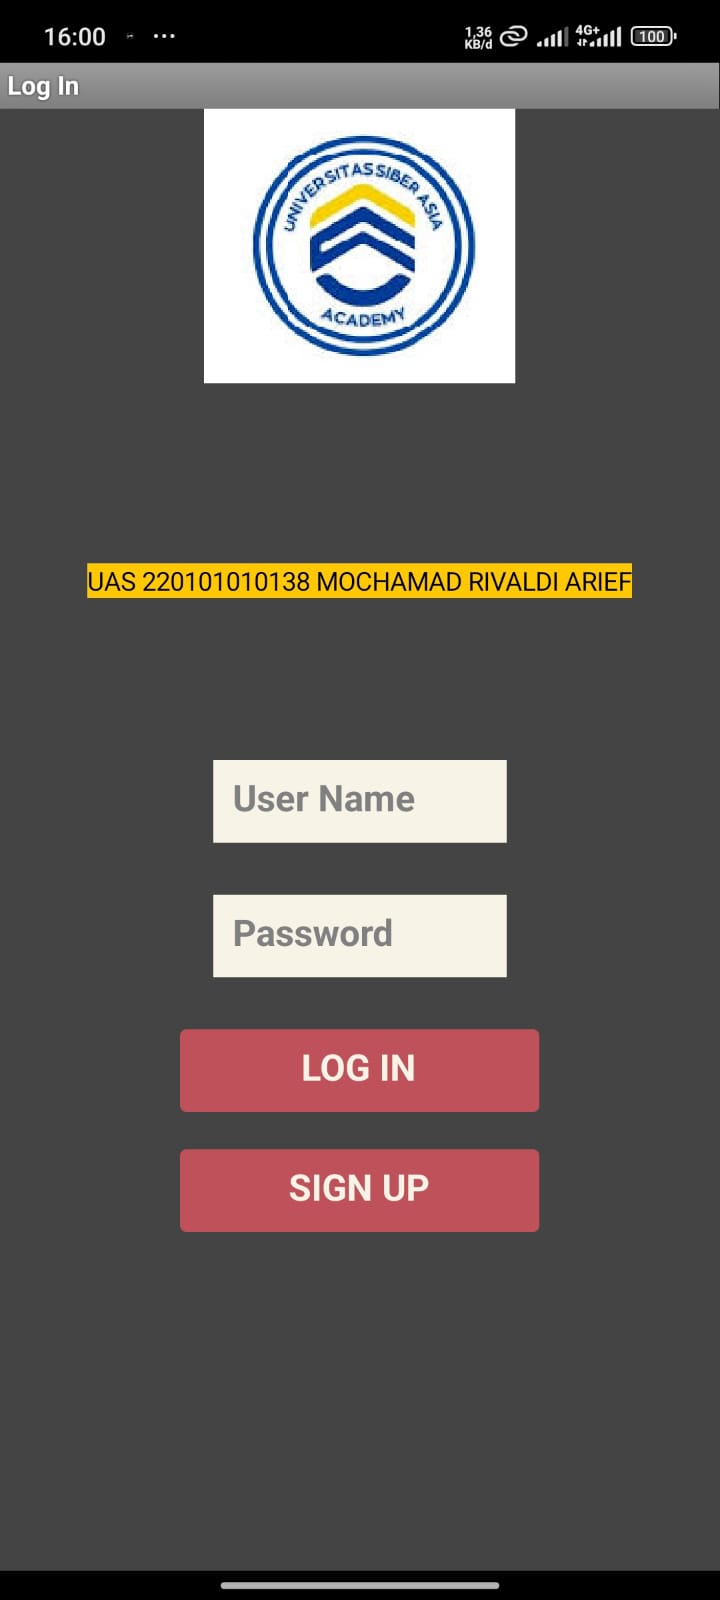 16:00
1,36
KB/d
4G+
100
Log In
UNIVERSITAS SIBER ASIA
ACADEMY
UAS 220101010138 MOCHAMAD RIVALDI ARIEF
User Name
Password
LOG IN
SIGN UP